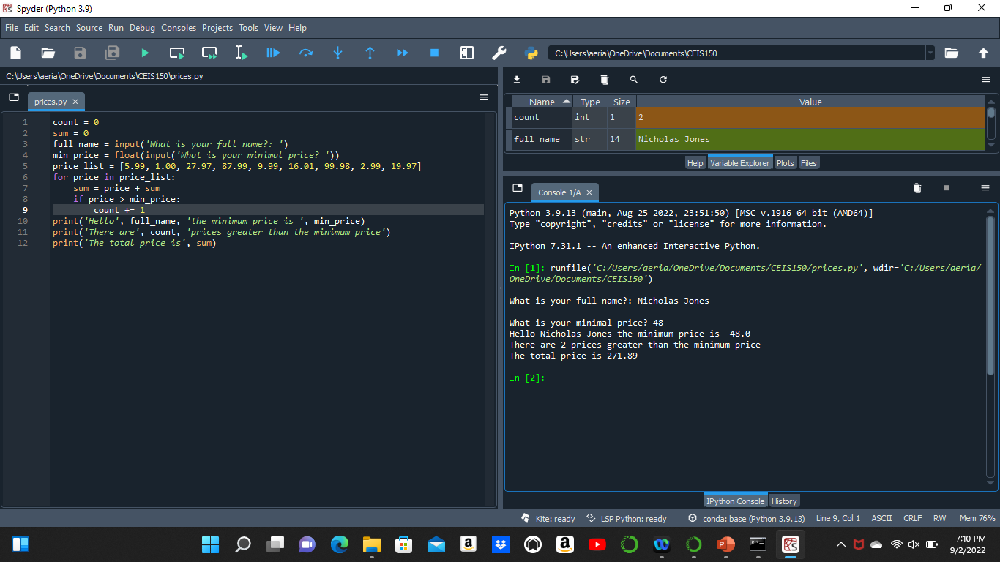 Spyder (Python 3.9)
File Edit Search Source Run Debug Consoles Projects Tools View Help
C:\Users\aeria\OneDrive\Documents\CEIS150
C:\Users\aeria\OneDrive\Documents\CEIS150\prices.py
prices.py
1 count = 0
2 sum = 0
3 full_name = input('What is your full name?: ')
4 min_price = float(input('What is your minimal price? '))
5 price_list = [5.99, 1.00, 27.97, 87.99, 9.99, 16.01, 99.98, 2.99, 19.97]
6 for price in price_list:
7     sum = price + sum
8     if price > min_price:
9         count += 1
10 print('Hello', full_name, 'the minimum price is ', min_price)
11 print('There are', count, 'prices greater than the minimum price')
12 print('The total price is', sum)
Name Type Size Value
count int 1 2
full_name str 14 Nicholas Jones
Help Variable Explorer Plots Files
Console 1/A
Python 3.9.13 (main, Aug 25 2022, 23:51:50) [MSC v.1916 64 bit (AMD64)]
Type "copyright", "credits" or "license" for more information.
IPython 7.31.1 -- An enhanced Interactive Python.
In [1]: runfile('C:/Users/aeria/OneDrive/Documents/CEIS150/prices.py', wdir='C:/Users/aeria/
OneDrive/Documents/CEIS150')
What is your full name?: Nicholas Jones
What is your minimal price? 48
Hello Nicholas Jones the minimum price is  48.0
There are 2 prices greater than the minimum price
The total price is 271.89
In [2]:
IPython Console History
Kite: ready LSP Python: ready conda: base (Python 3.9.13) Line 9, Col 1 ASCII CRLF RW Mem 76%
7:10 PM
9/2/2022